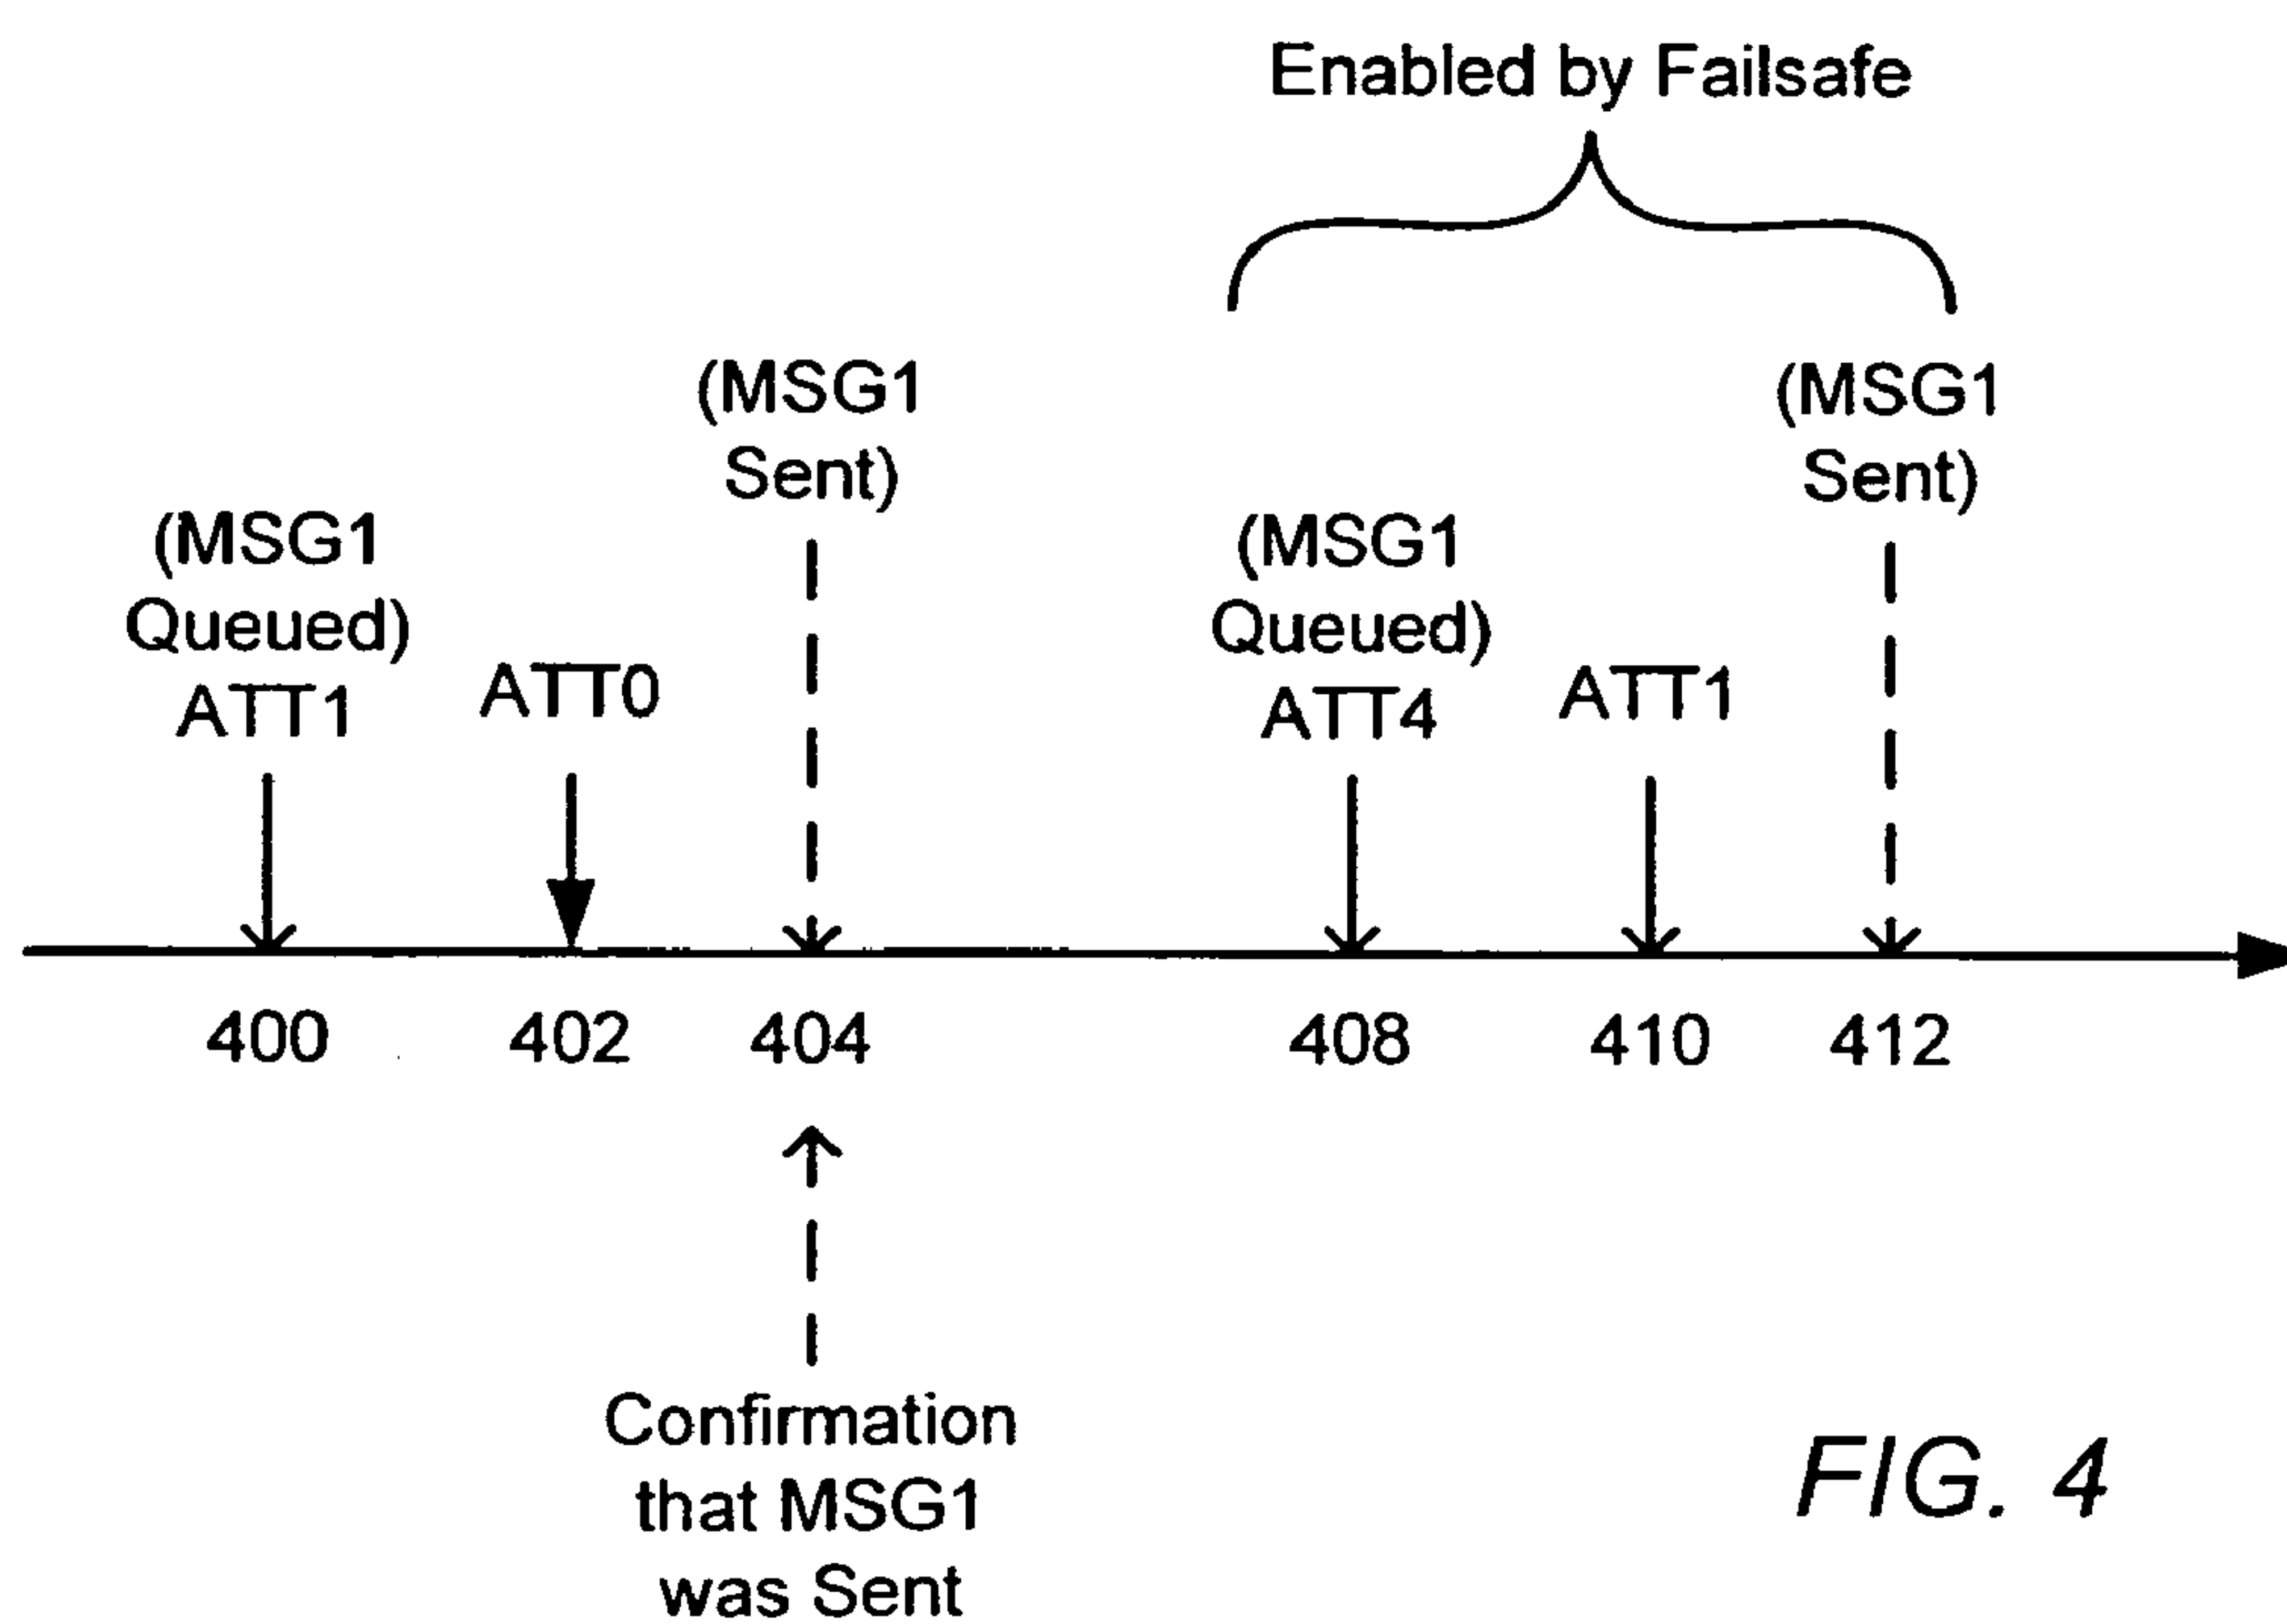 Enabled by Failsafe
(MSG1
Sent)
(MSG1
Sent)
(MSG1
Queued)
ATT1
ATT0
(MSG1
Queued)
ATT4
ATT1
400
402
404
408
410
412
Confirmation
that MSG1
was Sent
FIG. 4